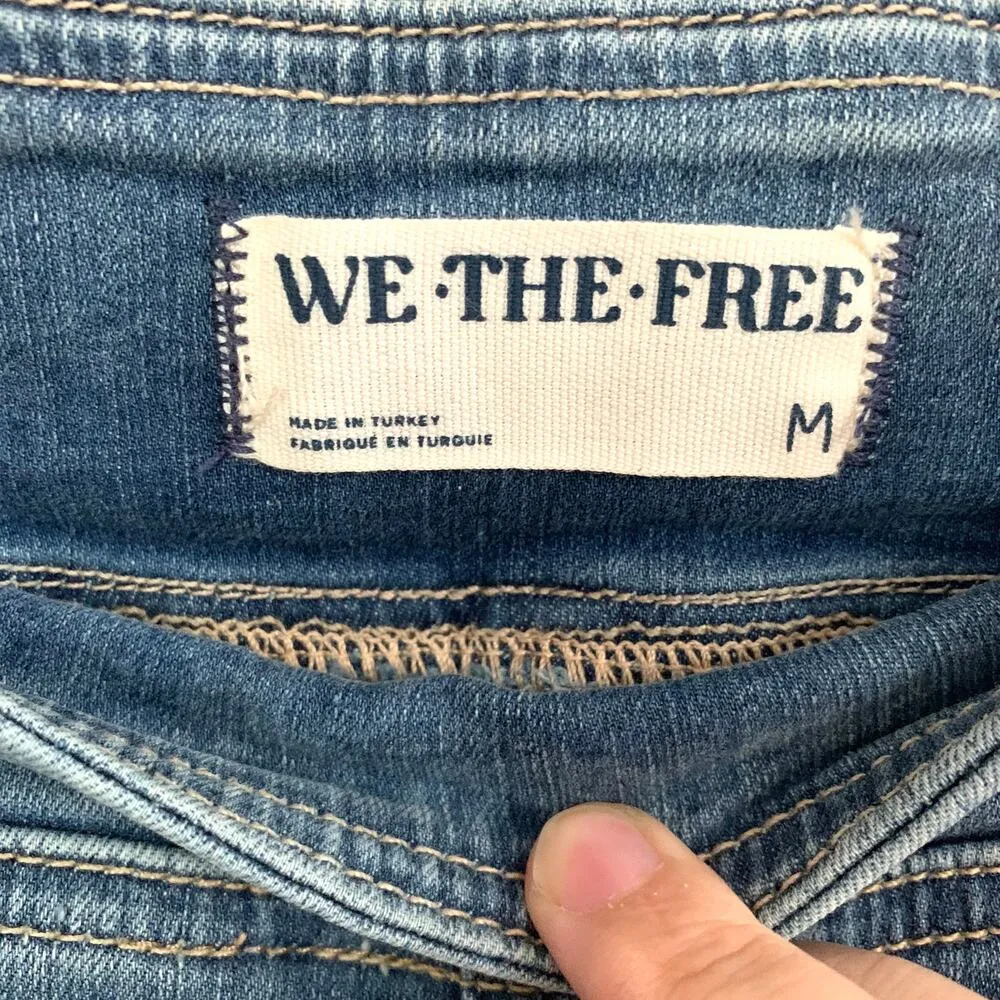 WE·THE·FREE
MADE IN TURKEY
FABRIQUÉ EN TURQUIE
M